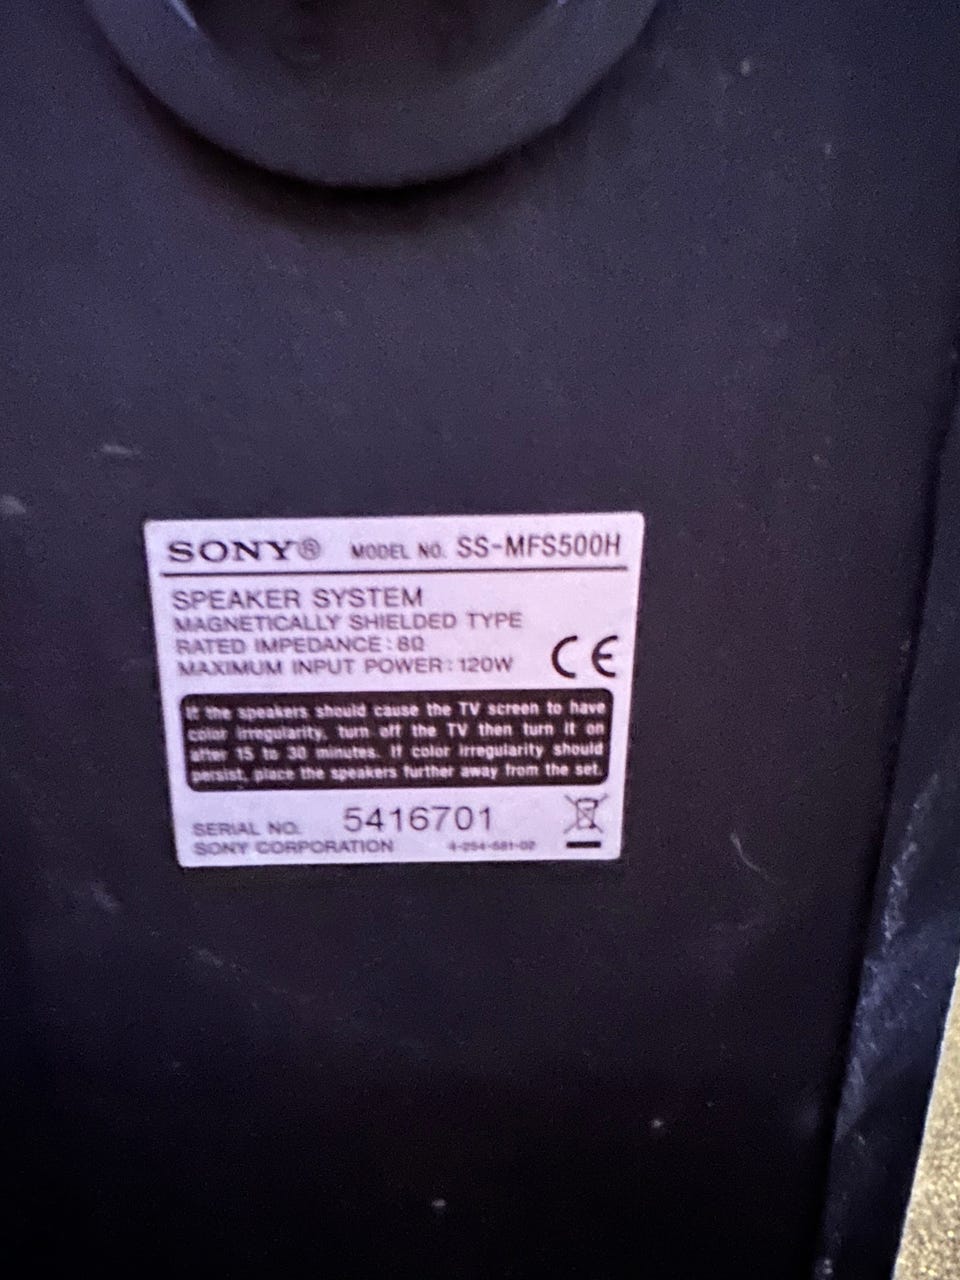 SONY® MODEL NO. SS-MFS500H
SPEAKER SYSTEM
MAGNETICALLY SHIELDED TYPE
RATED IMPEDANCE : 8Ω
MAXIMUM INPUT POWER : 120W
CE
If the speakers should cause the TV screen to have
color irregularity, turn off the TV then turn it on
after 15 to 30 minutes. If color irregularity should
persist, place the speakers further away from the set.
SERIAL NO. 5416701
SONY CORPORATION